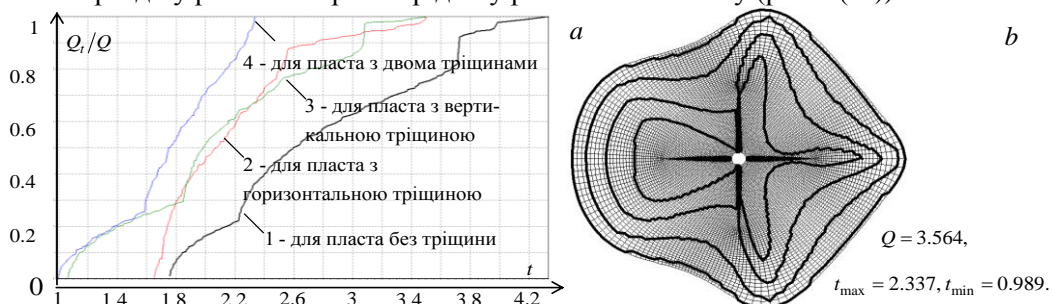 1
Q_t/Q
0.8
0.6
0.4
0.2
0
4 - для пласта з двома тріщинами
3 - для пласта з верти-
кальною тріщиною
2 - для пласта з
горизонтальною тріщиною
1 - для пласта без тріщини
t
1 1.4 1.8 2.2 2.6 3 3.4 3.8 4.2
a
b
Q = 3.564,
t_max = 2.337, t_min = 0.989.